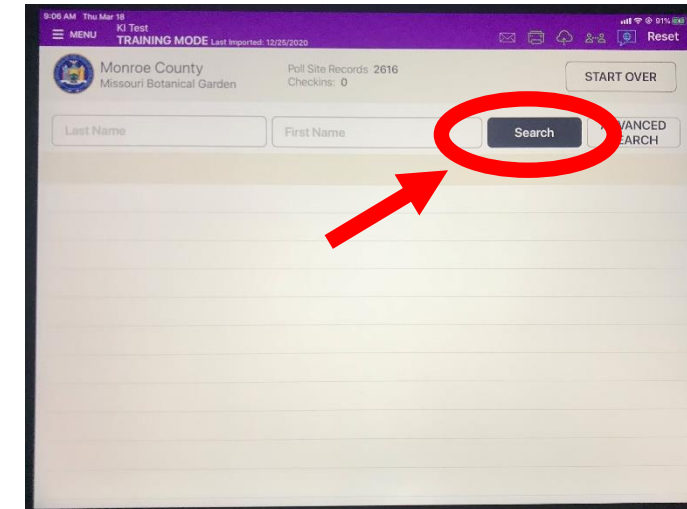 9:06 AM Thu Mar 18
91%
MENU
KI Test
TRAINING MODE Last Imported: 12/25/2020
Reset
Monroe County
Missouri Botanical Garden
Poll Site Records 2616
Checkins: 0
START OVER
Last Name
First Name
Search
VANCED
EARCH